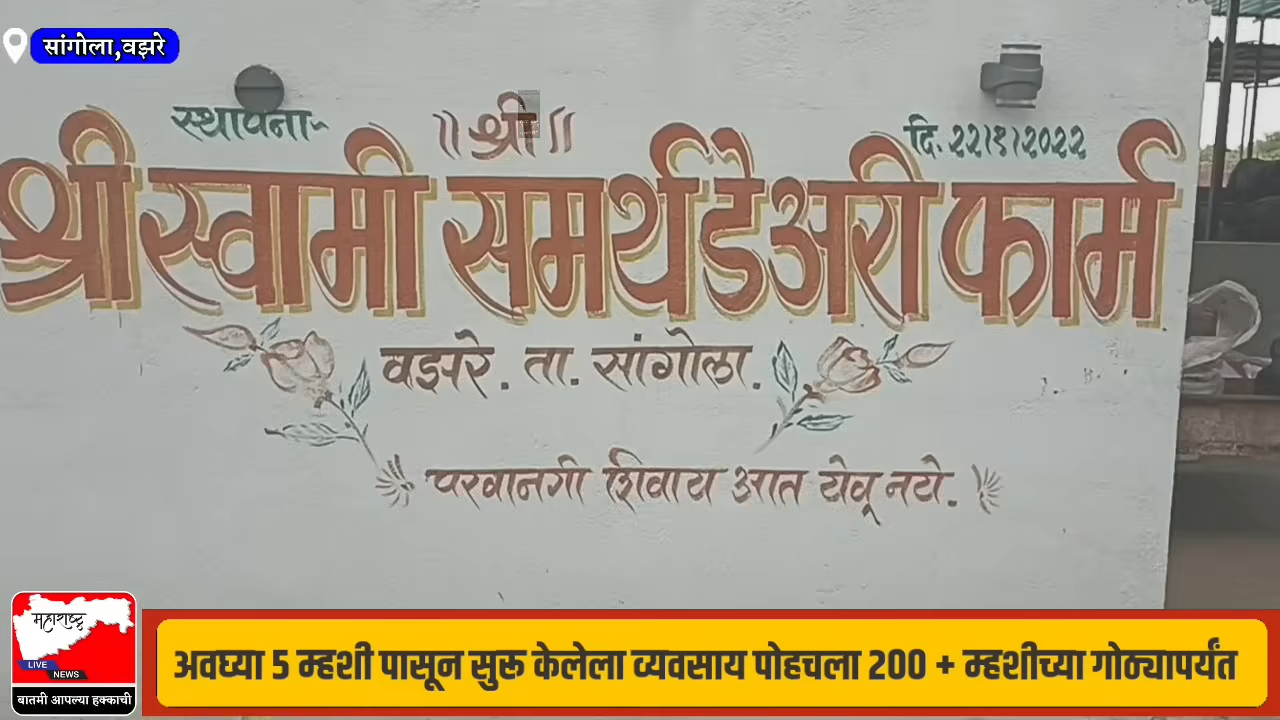 सांगोला,वझरे
स्थापना-
॥ श्री ॥
दि. २२।९।२०२२
श्री स्वामी समर्थ डेअरी फार्म
वझरे. ता. सांगोला.
परवानगी शिवाय आत येवू नये.
महाराष्ट्र
LIVE
NEWS
बातमी आपल्या हक्काची
अवघ्या 5 म्हशी पासून सुरू केलेला व्यवसाय पोहचला 200 + म्हशीच्या गोठ्यापर्यंत